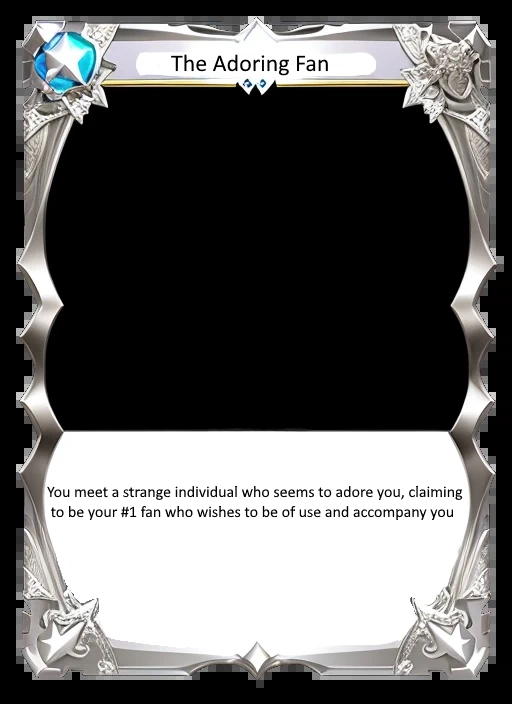 The Adoring Fan
You meet a strange individual who seems to adore you, claiming
to be your #1 fan who wishes to be of use and accompany you